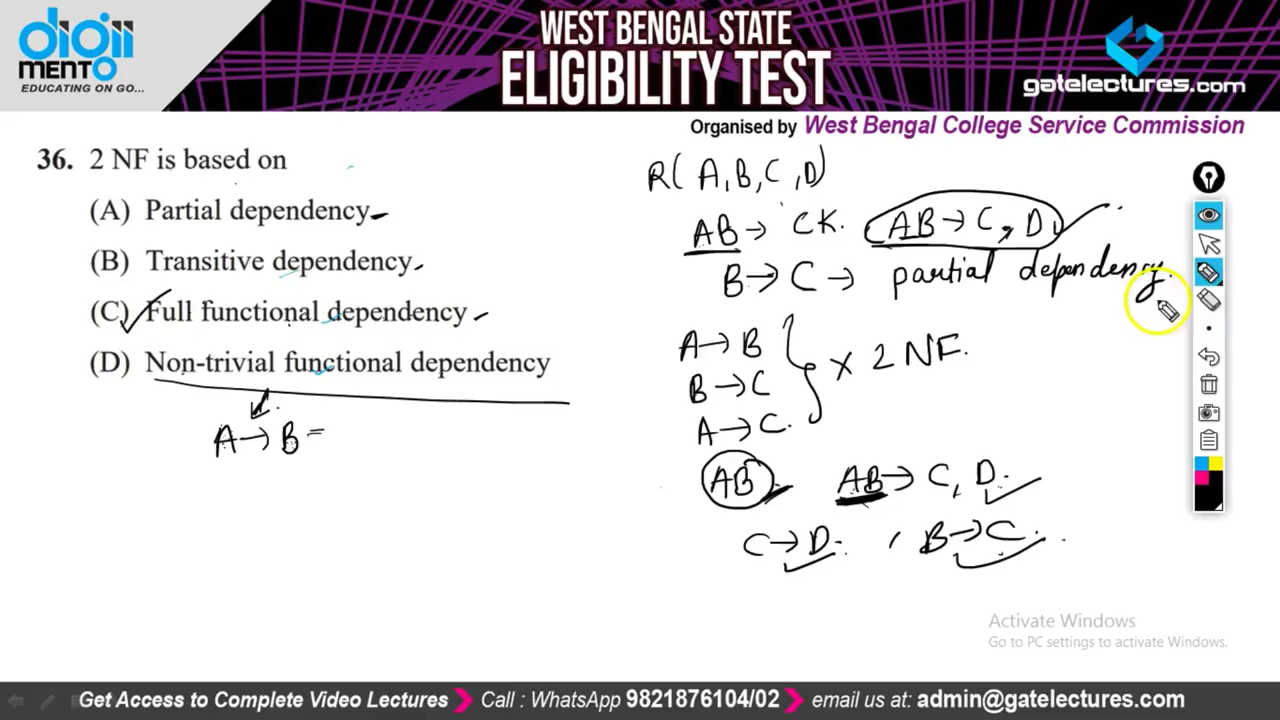 digii
MENTO
EDUCATING ON GO...
WEST BENGAL STATE
ELIGIBILITY TEST
gatelectures.com
Organised by West Bengal College Service Commission
36. 2 NF is based on
(A) Partial dependency
(B) Transitive dependency
(C) Full functional dependency
(D) Non-trivial functional dependency
A → B =
R( A, B, C, D)
AB → CK. AB → C, D
B → C → partial dependency.
A → B
B → C
A → C.
} × 2 NF.
AB AB → C, D.
C → D. , B → C.
Activate Windows
Go to PC settings to activate Windows.
Get Access to Complete Video Lectures Call : WhatsApp 9821876104/02 email us at: admin@gatelectures.com